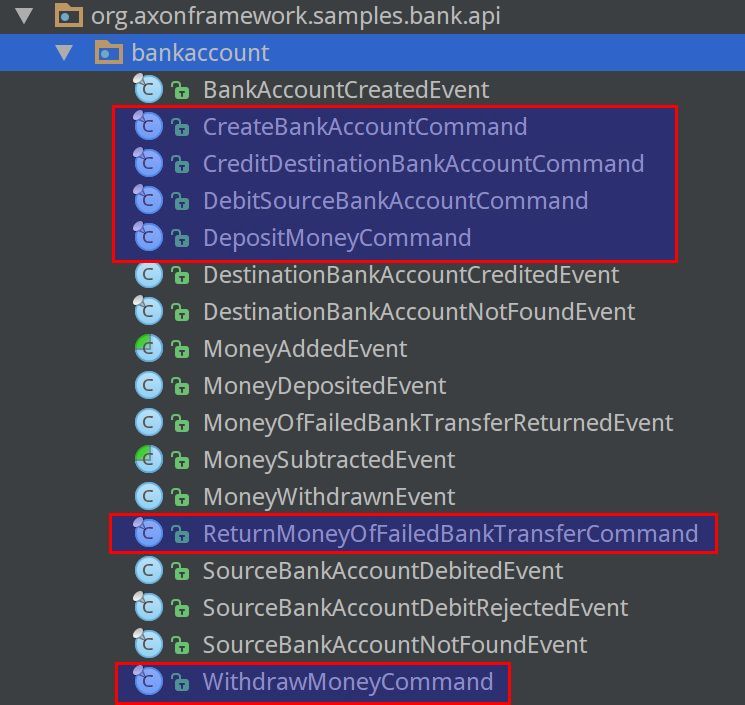 org.axonframework.samples.bank.api
bankaccount
BankAccountCreatedEvent
CreateBankAccountCommand
CreditDestinationBankAccountCommand
DebitSourceBankAccountCommand
DepositMoneyCommand
DestinationBankAccountCreditedEvent
DestinationBankAccountNotFoundEvent
MoneyAddedEvent
MoneyDepositedEvent
MoneyOfFailedBankTransferReturnedEvent
MoneySubtractedEvent
MoneyWithdrawnEvent
ReturnMoneyOfFailedBankTransferCommand
SourceBankAccountDebitedEvent
SourceBankAccountDebitRejectedEvent
SourceBankAccountNotFoundEvent
WithdrawMoneyCommand